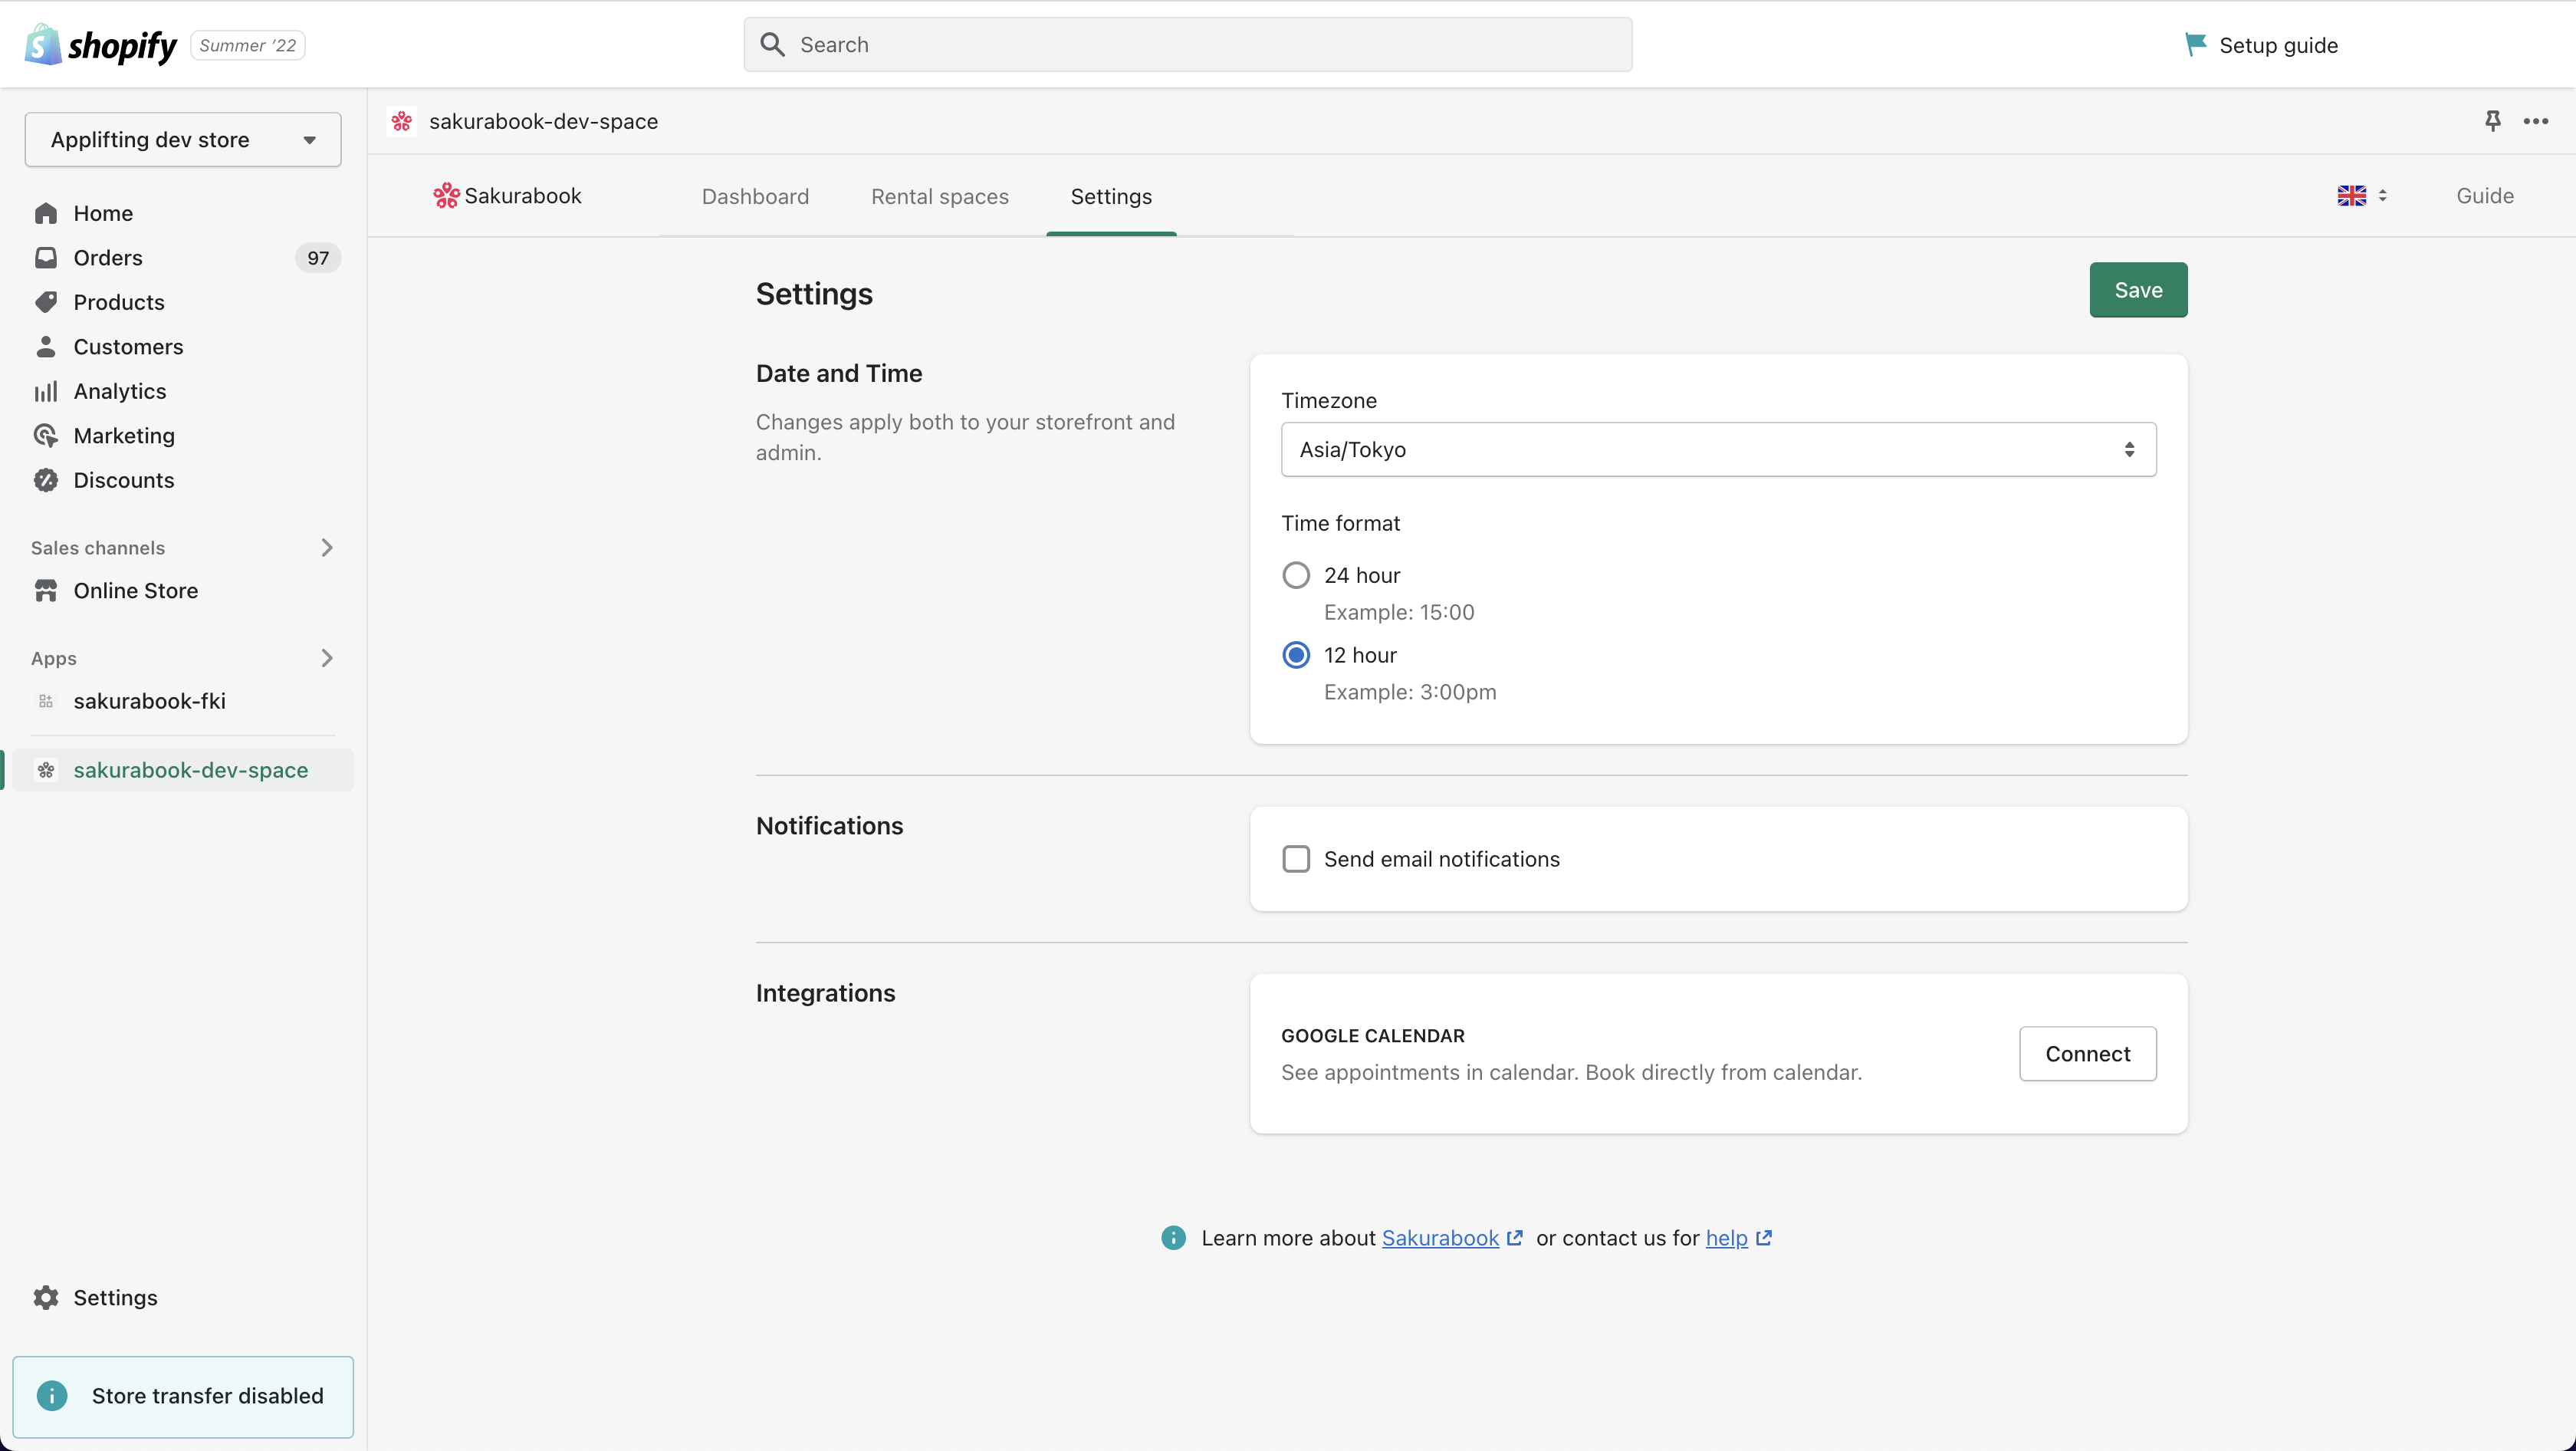 shopify
Summer '22
Search
Setup guide
Applifting dev store
Home
Orders
97
Products
Customers
Analytics
Marketing
Discounts
Sales channels
Online Store
Apps
sakurabook-fki
sakurabook-dev-space
Settings
Store transfer disabled
sakurabook-dev-space
Sakurabook
Dashboard
Rental spaces
Settings
Guide
Settings
Save
Date and Time
Changes apply both to your storefront and
admin.
Timezone
Asia/Tokyo
Time format
24 hour
Example: 15:00
12 hour
Example: 3:00pm
Notifications
Send email notifications
Integrations
GOOGLE CALENDAR
See appointments in calendar. Book directly from calendar.
Connect
Learn more about Sakurabook or contact us for help